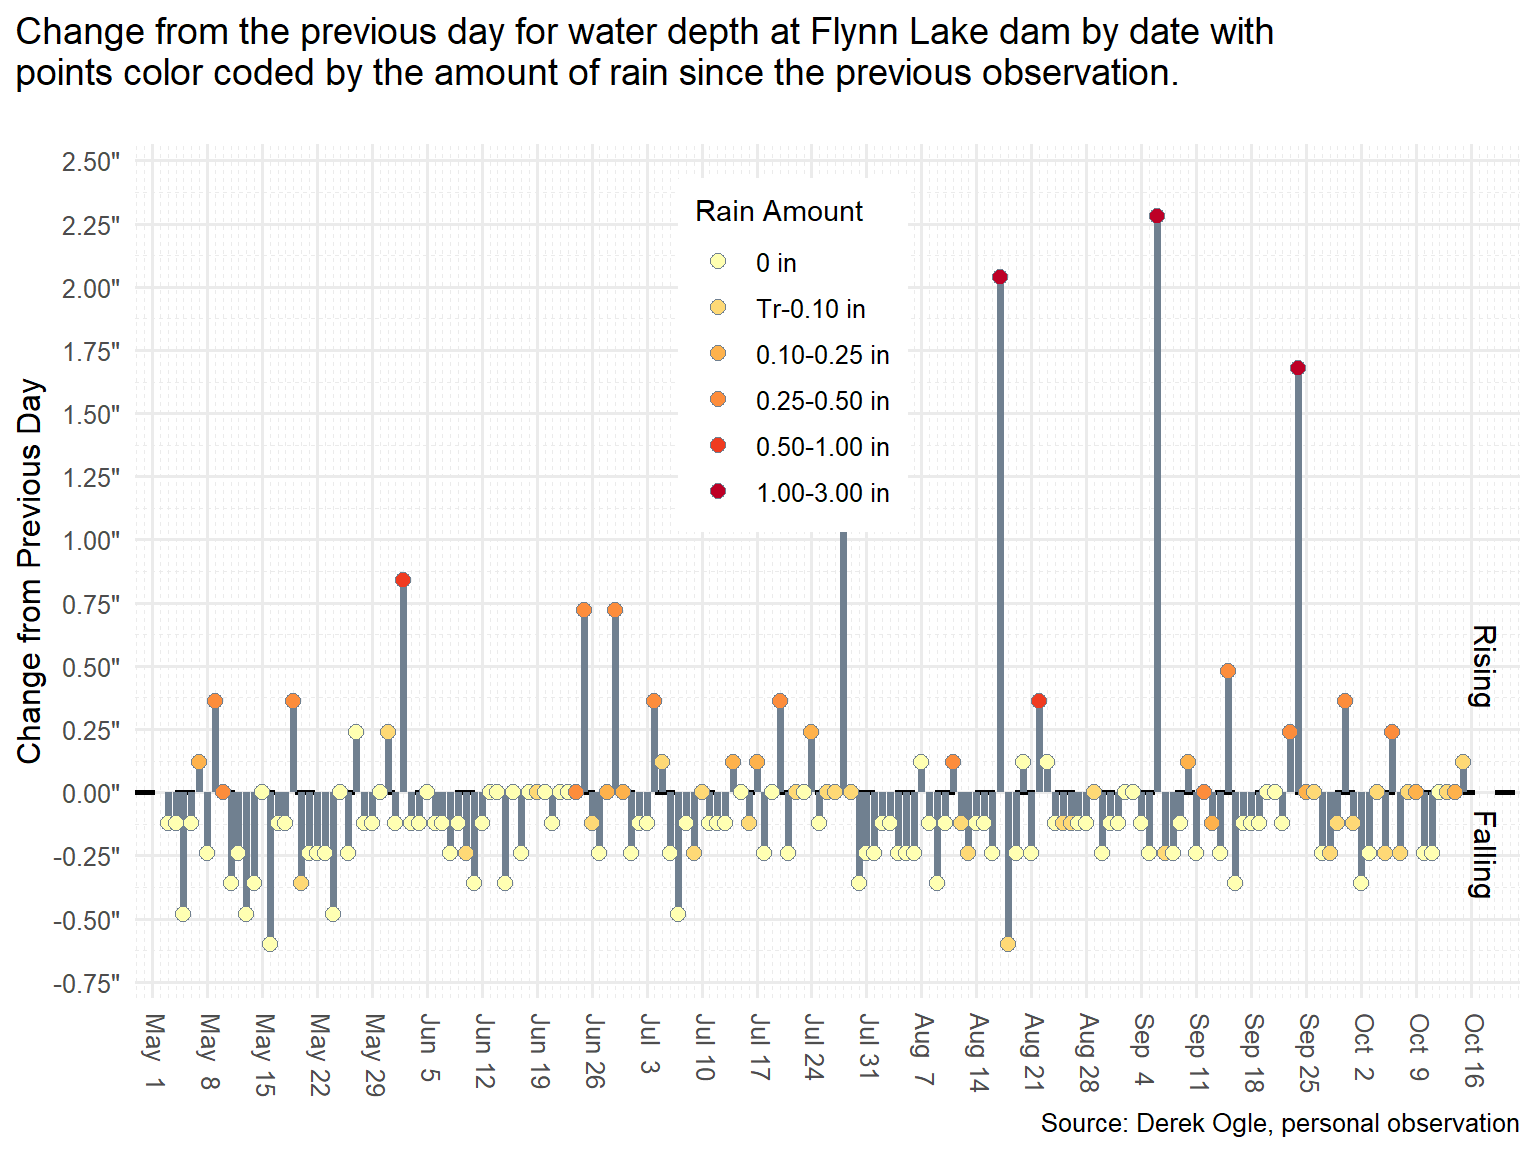 Change from the previous day for water depth at Flynn Lake dam by date with
points color coded by the amount of rain since the previous observation.
Change from Previous Day
2.50"
2.25"
2.00"
1.75"
1.50"
1.25"
1.00"
0.75"
0.50"
0.25"
0.00"
-0.25"
-0.50"
-0.75"
Rain Amount
0 in
Tr-0.10 in
0.10-0.25 in
0.25-0.50 in
0.50-1.00 in
1.00-3.00 in
Rising
Falling
May 1
May 8
May 15
May 22
May 29
Jun 5
Jun 12
Jun 19
Jun 26
Jul 3
Jul 10
Jul 17
Jul 24
Jul 31
Aug 7
Aug 14
Aug 21
Aug 28
Sep 4
Sep 11
Sep 18
Sep 25
Oct 2
Oct 9
Oct 16
Source: Derek Ogle, personal observation